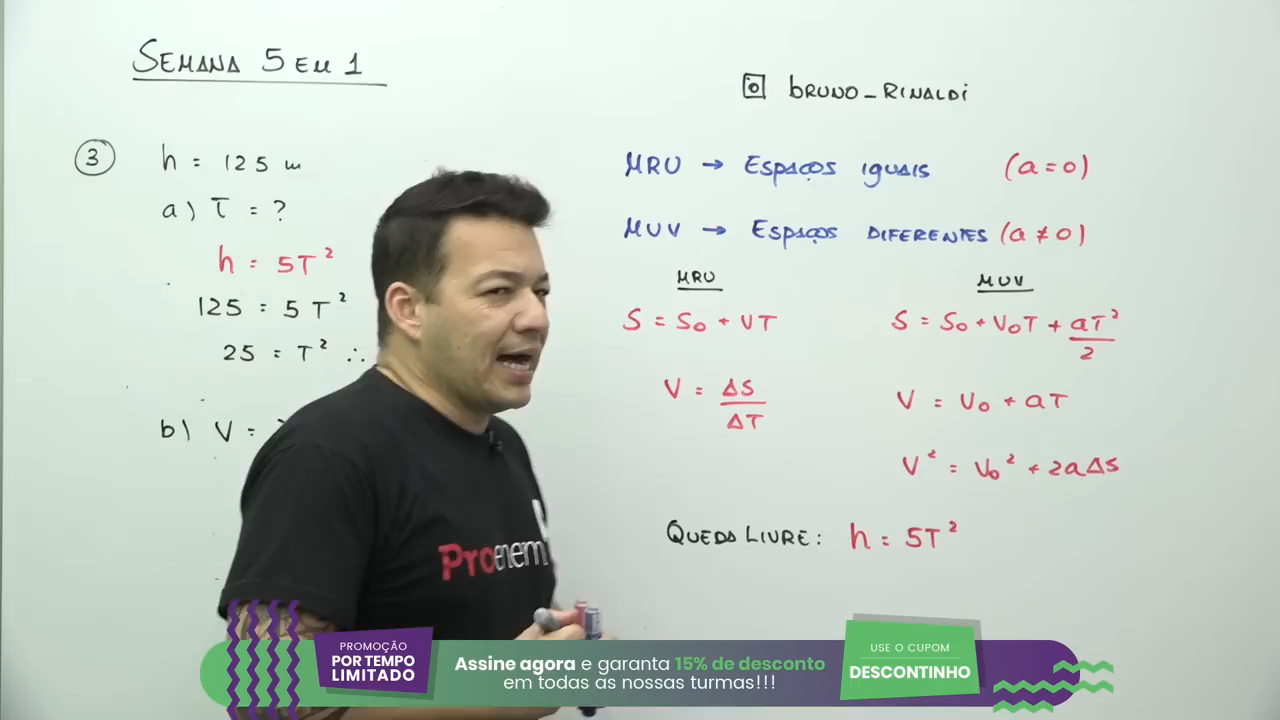 SEMANA 5 EM 1
bRUNO_RINALDI
3 h = 125 m
a) T = ?
h = 5T²
125 = 5 T²
25 = T² ∴
b) V =
MRU → ESPAÇOS IGUAIS (a = 0)
MUV → ESPAÇOS DIFERENTES (a ≠ 0)
MRU
S = S₀ + VT
V = ΔS/ΔT
MUV
S = S₀ + V₀T + aT²/2
V = V₀ + aT
V² = V₀² + 2aΔS
QUEDA LIVRE: h = 5T²
Proenem
PROMOÇÃO
POR TEMPO
LIMITADO
Assine agora e garanta 15% de desconto
em todas as nossas turmas!!!
USE O CUPOM
DESCONTINHO